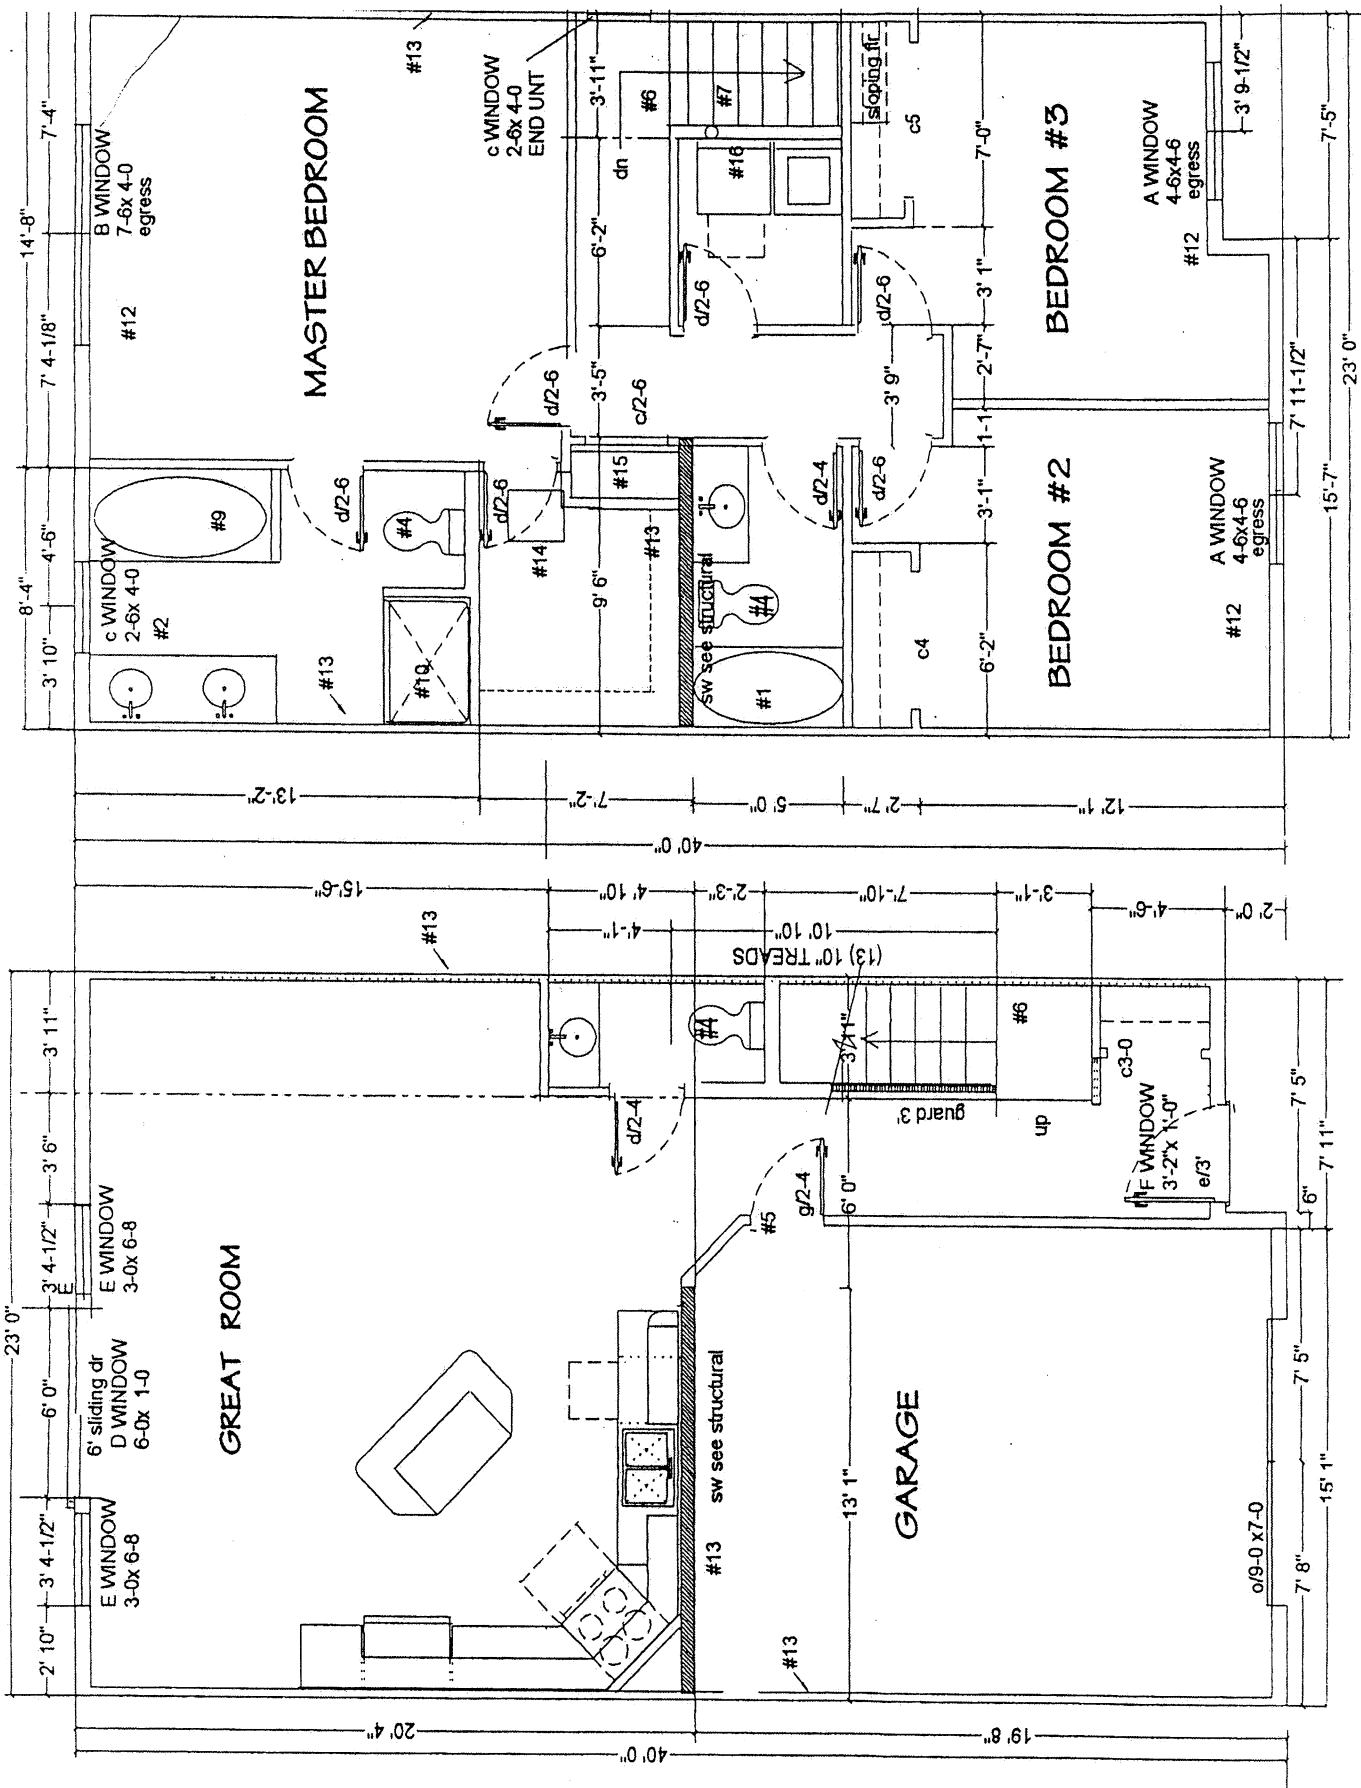 14'-8"
8'-4"
7'-4"
7' 4-1/8"
4'-6"
3' 10"
B WINDOW
7-6x 4-0
egress
#12
#13
MASTER BEDROOM
c WINDOW
2-6x 4-0
END UNT
3'-11"
6'-2"
3'-5"
9' 6"
dn
#6
#7
#16
d/2-6
d/2-6
d/2-6
c/2-6
d/2-6
d/2-6
#9
#4
c WINDOW
2-6x 4-0
#2
#13
#10
#14
#15
#13
sw see structural
#4
#1
d/2-4
d/2-6
sloping flr
c5
c4
7'-0"
3' 1"
2'-7"
3' 9"
1-1
3'-1"
6'-2"
BEDROOM #3
A WINDOW
4-6x4-6
egress
#12
3' 9-1/2"
7'-5"
BEDROOM #2
A WINDOW
4-6x4-6
egress
#12
7' 11-1/2"
15'-7"
23' 0"
13'-2"
7'-2"
5' 0"
2' 7"
12' 1"
40' 0"
15'-6"
4' 10"
2'-3"
7'-10"
3'-1"
4'-6"
2' 0"
4'-1"
10' 10"
(13) 10" TREADS
#13
23' 0"
3' 11"
3' 6"
3' 4-1/2"
6' 0"
3' 4-1/2"
2' 10"
E
E WINDOW
3-0x 6-8
6' sliding dr
D WINDOW
6-0x 1-0
E WINDOW
3-0x 6-8
GREAT ROOM
d/2-4
#4
3' 11"
#6
guard 3'
up
c3-0
F WINDOW
3'-2"x 1'-0"
e/3'
#5
g/2-4
6' 0"
sw see structural
#13
13' 1"
GARAGE
#13
o/9-0 x7-0
7' 5"
7' 11"
6"
7' 5"
7' 8"
15' 1"
20' 4"
19' 8"
40' 0"